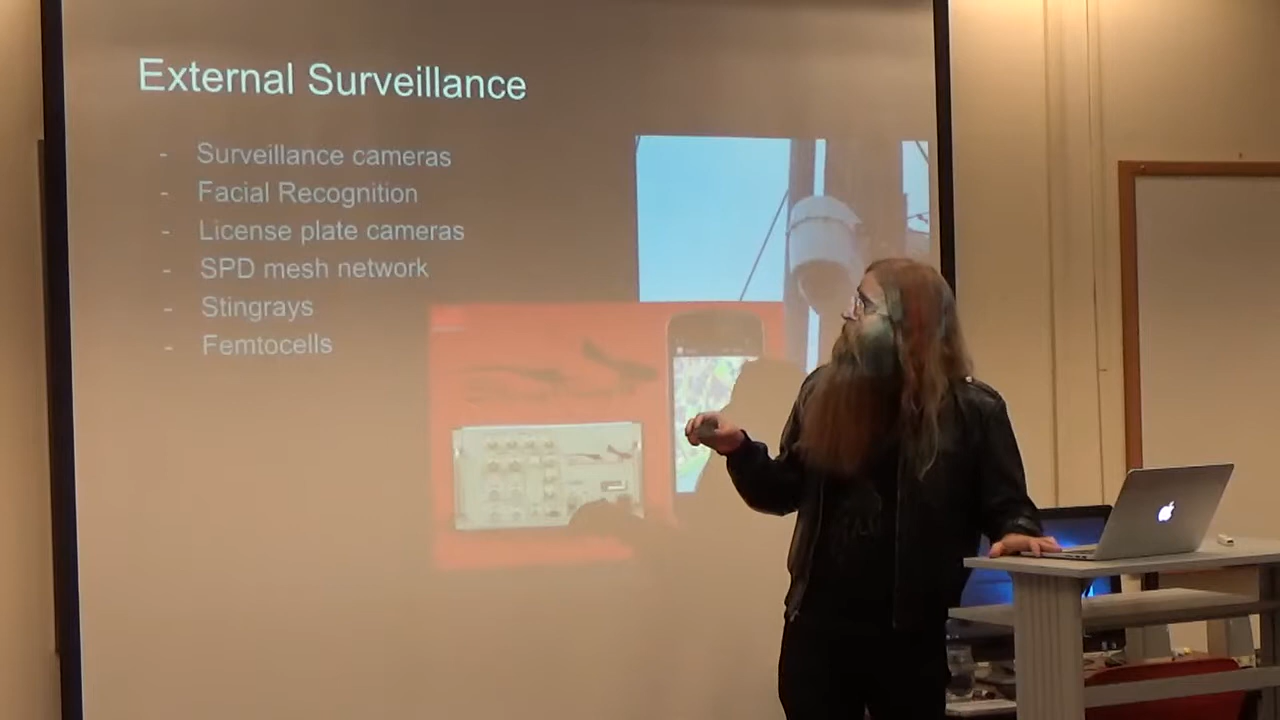 External Surveillance
- Surveillance cameras
- Facial Recognition
- License plate cameras
- SPD mesh network
- Stingrays
- Femtocells